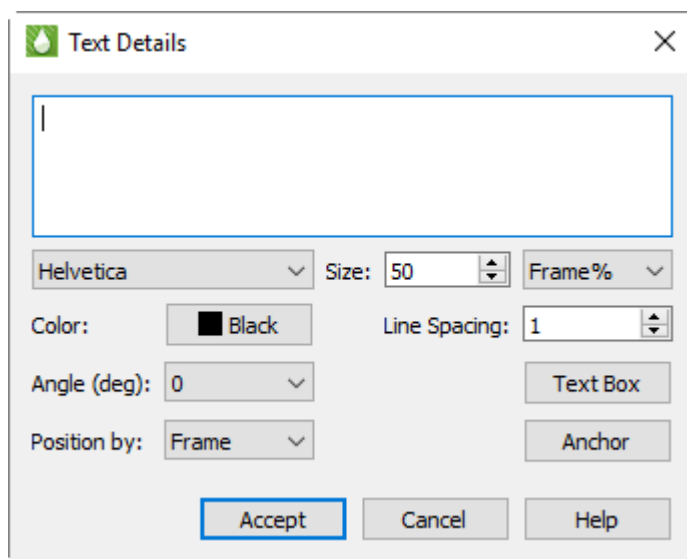 Text Details
Helvetica Size: 50 Frame%
Color: Black Line Spacing: 1
Angle (deg): 0 Text Box
Position by: Frame Anchor
Accept Cancel Help